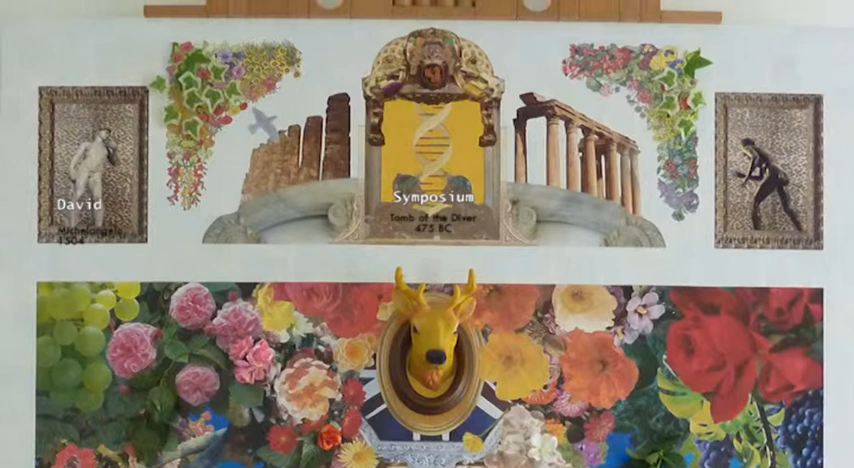 David
Michelangelo
1504
Symposium
Tomb of the Diver
475 BC